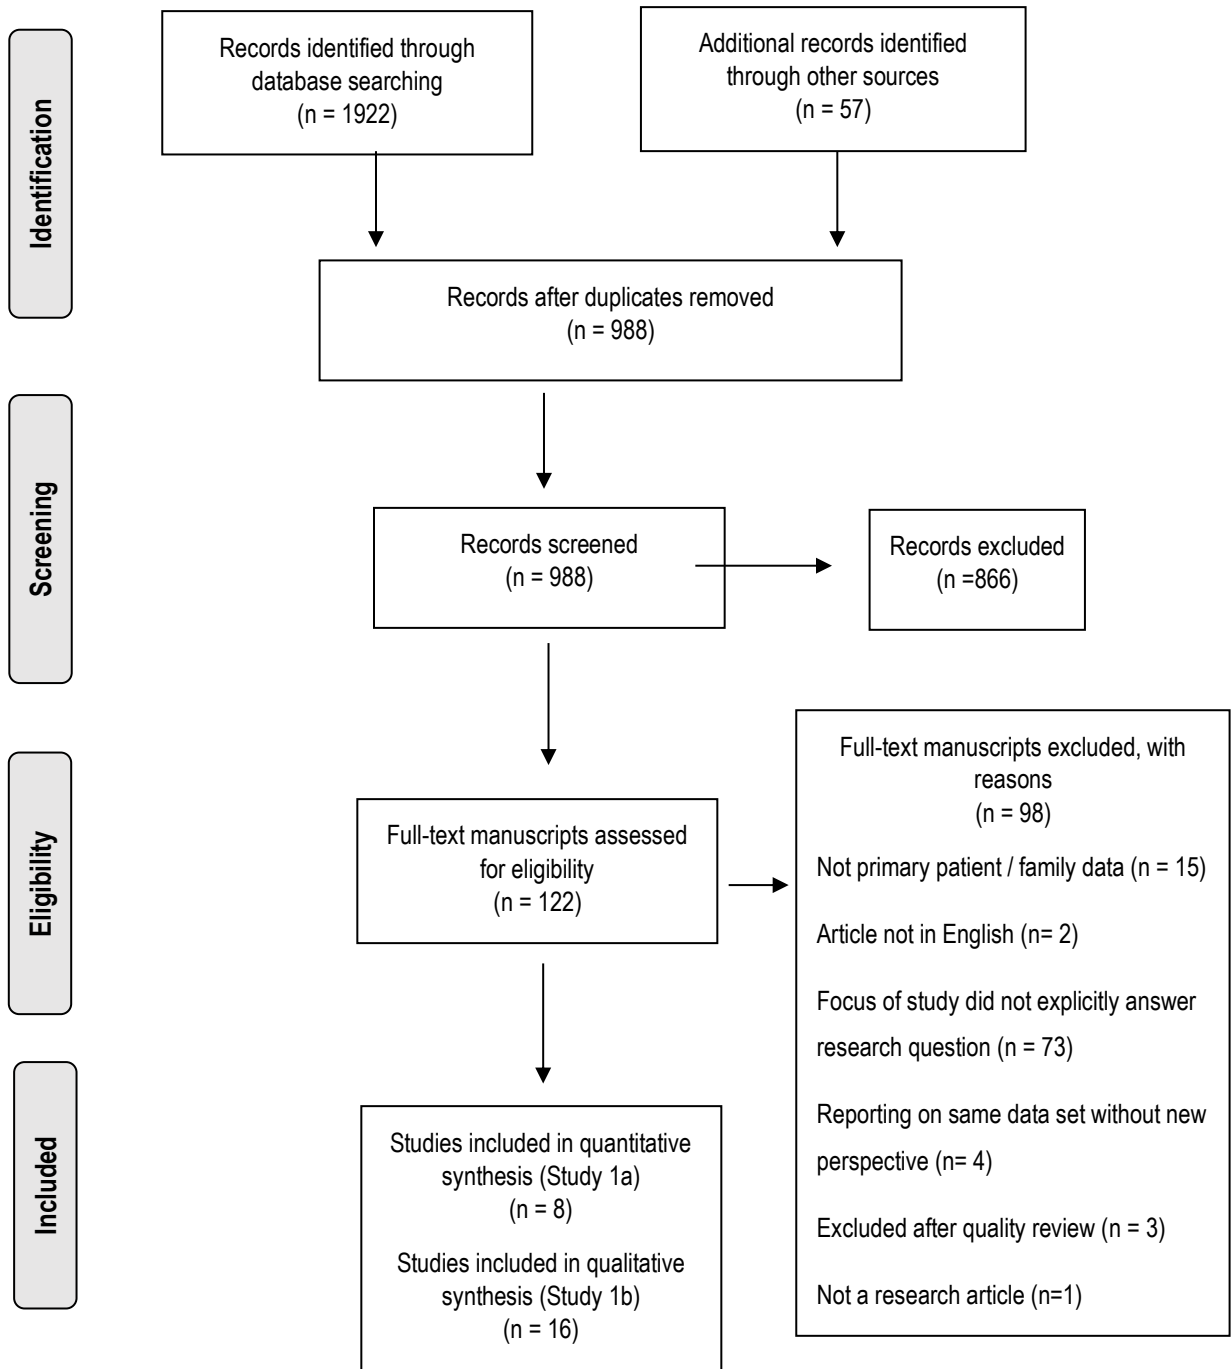 Identification
Records identified through
database searching
(n = 1922)
Additional records identified
through other sources
(n = 57)
Records after duplicates removed
(n = 988)
Screening
Records screened
(n = 988)
Records excluded
(n =866)
Eligibility
Full-text manuscripts assessed
for eligibility
(n = 122)
Full-text manuscripts excluded, with
reasons
(n = 98)
Not primary patient / family data (n = 15)
Article not in English (n= 2)
Focus of study did not explicitly answer
research question (n = 73)
Reporting on same data set without new
perspective (n= 4)
Excluded after quality review (n = 3)
Not a research article (n=1)
Included
Studies included in quantitative
synthesis (Study 1a)
(n = 8)
Studies included in qualitative
synthesis (Study 1b)
(n = 16)